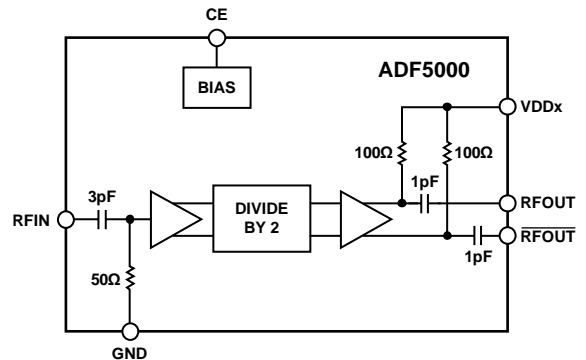 CE
ADF5000
BIAS
VDDx
100Ω
100Ω
3pF
1pF
RFIN
DIVIDE
BY 2
RFOUT
RFOUT
50Ω
1pF
GND